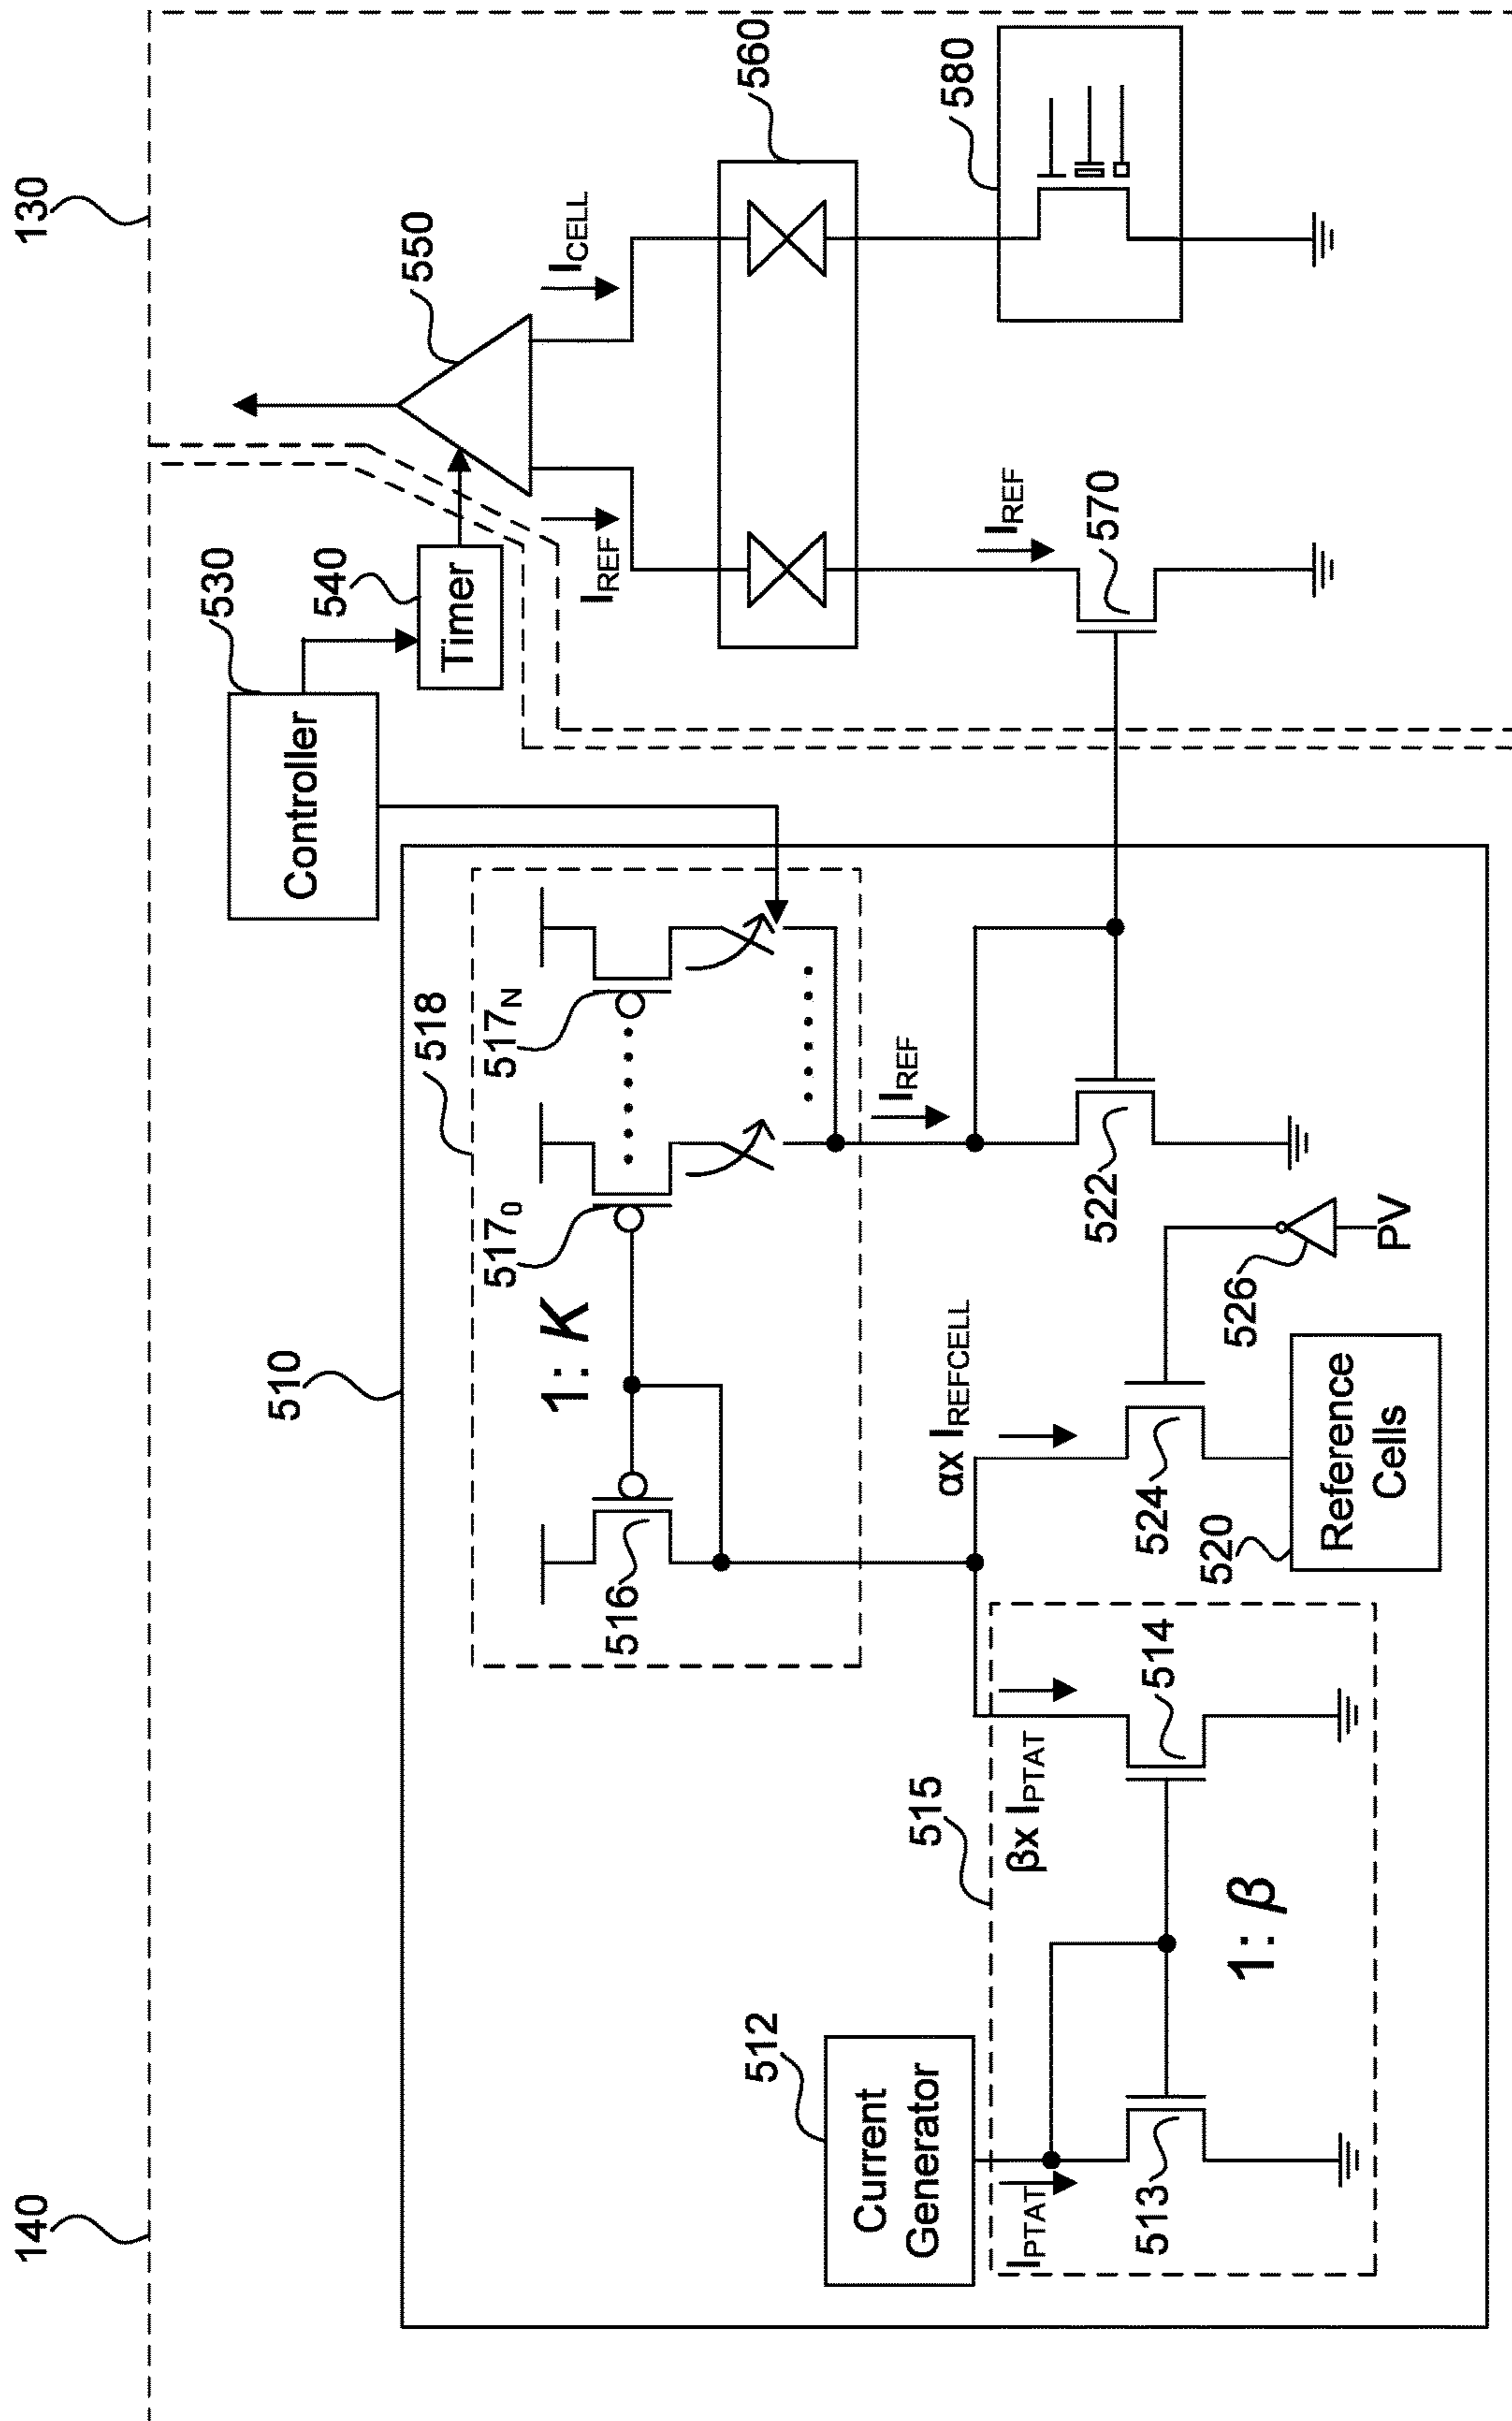 140
130
510
530
Controller
540
Timer
550
I_REF
I_CELL
560
518
516
1: K
517_0
517_N
I_REF
512
Current
Generator
515
I_PTAT
βx I_PTAT
513
1: β
514
αx I_REFCELL
524
520
Reference
Cells
526
PV
522
I_REF
570
580